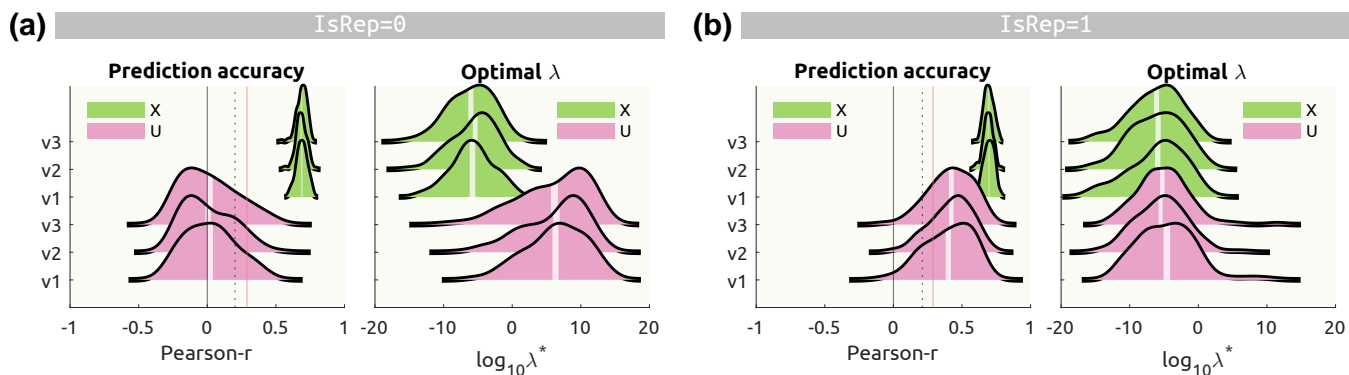 (a)
IsRep=0
Prediction accuracy
X
U
v3
v2
v1
v3
v2
v1
-1 -0.5 0 0.5 1
Pearson-r
Optimal λ
X
U
-20 -10 0 10 20
log10λ*
(b)
IsRep=1
Prediction accuracy
X
U
v3
v2
v1
v3
v2
v1
-1 -0.5 0 0.5 1
Pearson-r
Optimal λ
X
U
-20 -10 0 10 20
log10λ*